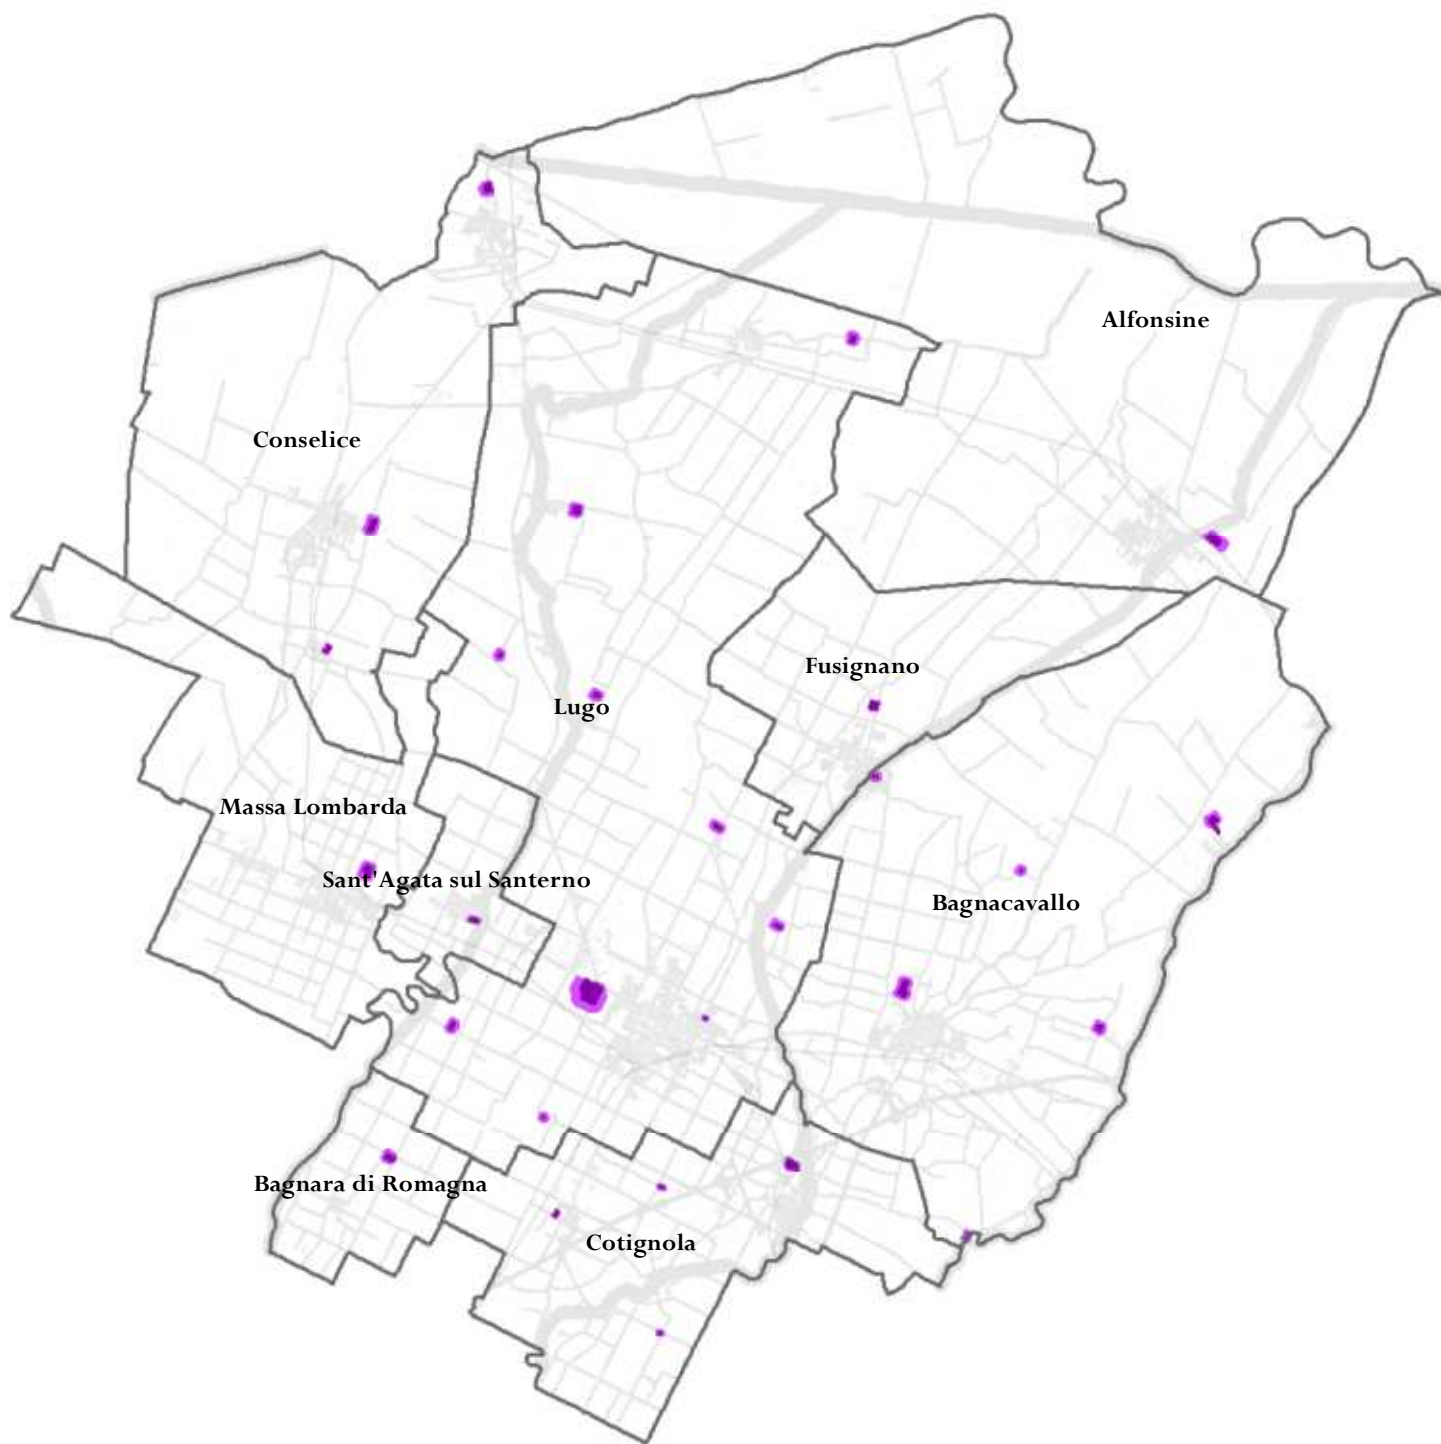 Alfonsine
Conselice
Fusignano
Lugo
Massa Lombarda
Sant'Agata sul Santerno
Bagnacavallo
Bagnara di Romagna
Cotignola